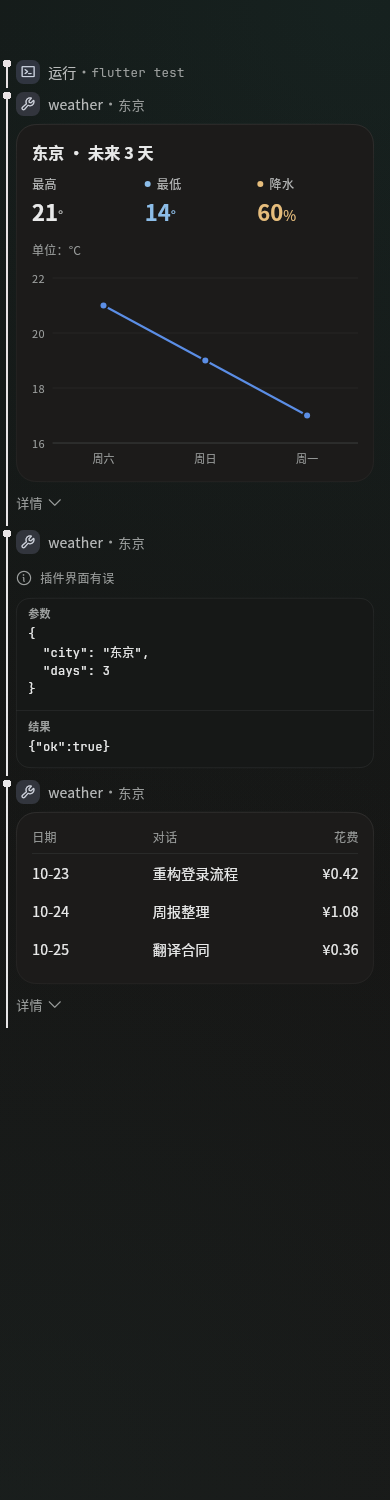 运行・flutter test
weather・东京
东京 · 未来 3 天
最高 最低 降水
21° 14° 60%
单位：°C
22
20
18
16
周六 周日 周一
详情
weather・东京
插件界面有误
参数
{
  "city": "东京",
  "days": 3
}
结果
{"ok":true}
weather・东京
日期 对话 花费
10-23 重构登录流程 ¥0.42
10-24 周报整理 ¥1.08
10-25 翻译合同 ¥0.36
详情